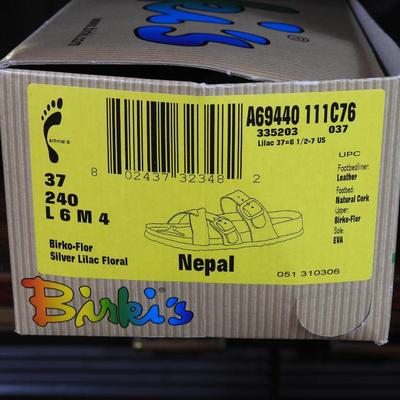 Birki's
A69440 111C76
335203 037
Lilac 37=6 1/2-7 US
schmal
8 02437 32348 2
UPC
Footbedliner:
Leather
Footbed:
Natural Cork
Upper:
Birko-Flor
Sole:
EVA
37
240
L 6 M 4
Birko-Flor
Silver Lilac Floral
Nepal
051 310306
Birki's